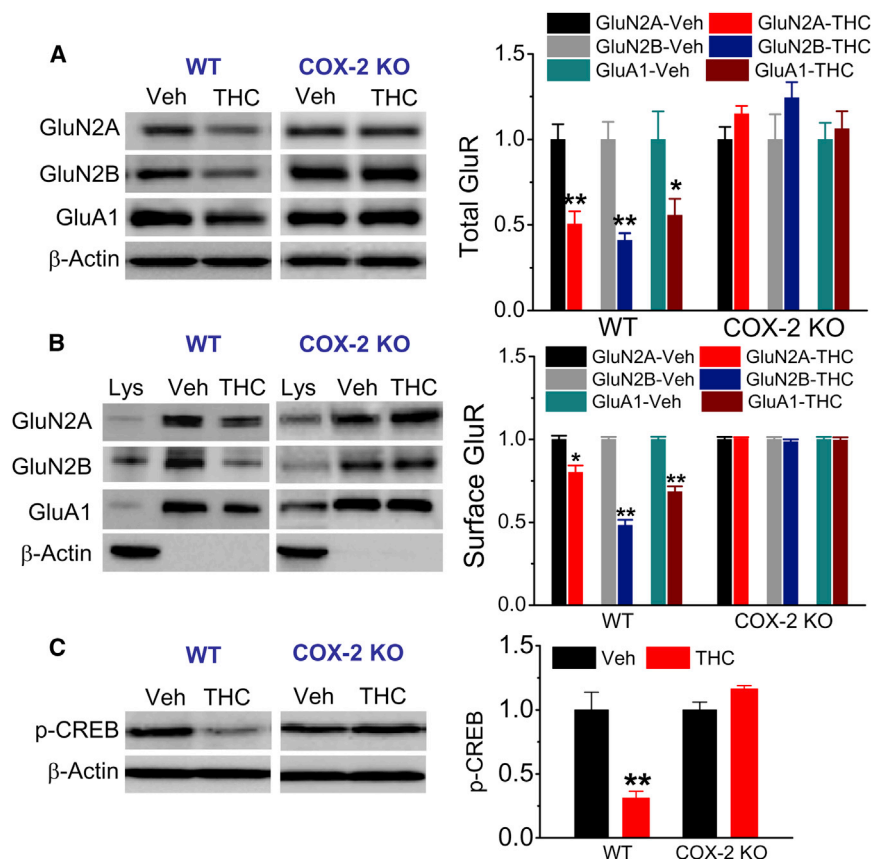 A
WT COX-2 KO
Veh THC Veh THC
GluN2A
GluN2B
GluA1
β-Actin
GluN2A-Veh GluN2A-THC
GluN2B-Veh GluN2B-THC
GluA1-Veh GluA1-THC
Total GluR
1.5
1.0
0.5
0.0
** ** *
WT COX-2 KO
B
WT COX-2 KO
Lys Veh THC Lys Veh THC
GluN2A
GluN2B
GluA1
β-Actin
GluN2A-Veh GluN2A-THC
GluN2B-Veh GluN2B-THC
GluA1-Veh GluA1-THC
Surface GluR
1.5
1.0
0.5
0.0
* ** **
WT COX-2 KO
C
WT COX-2 KO
Veh THC Veh THC
p-CREB
β-Actin
Veh THC
p-CREB
1.5
1.0
0.5
0.0
**
WT COX-2 KO